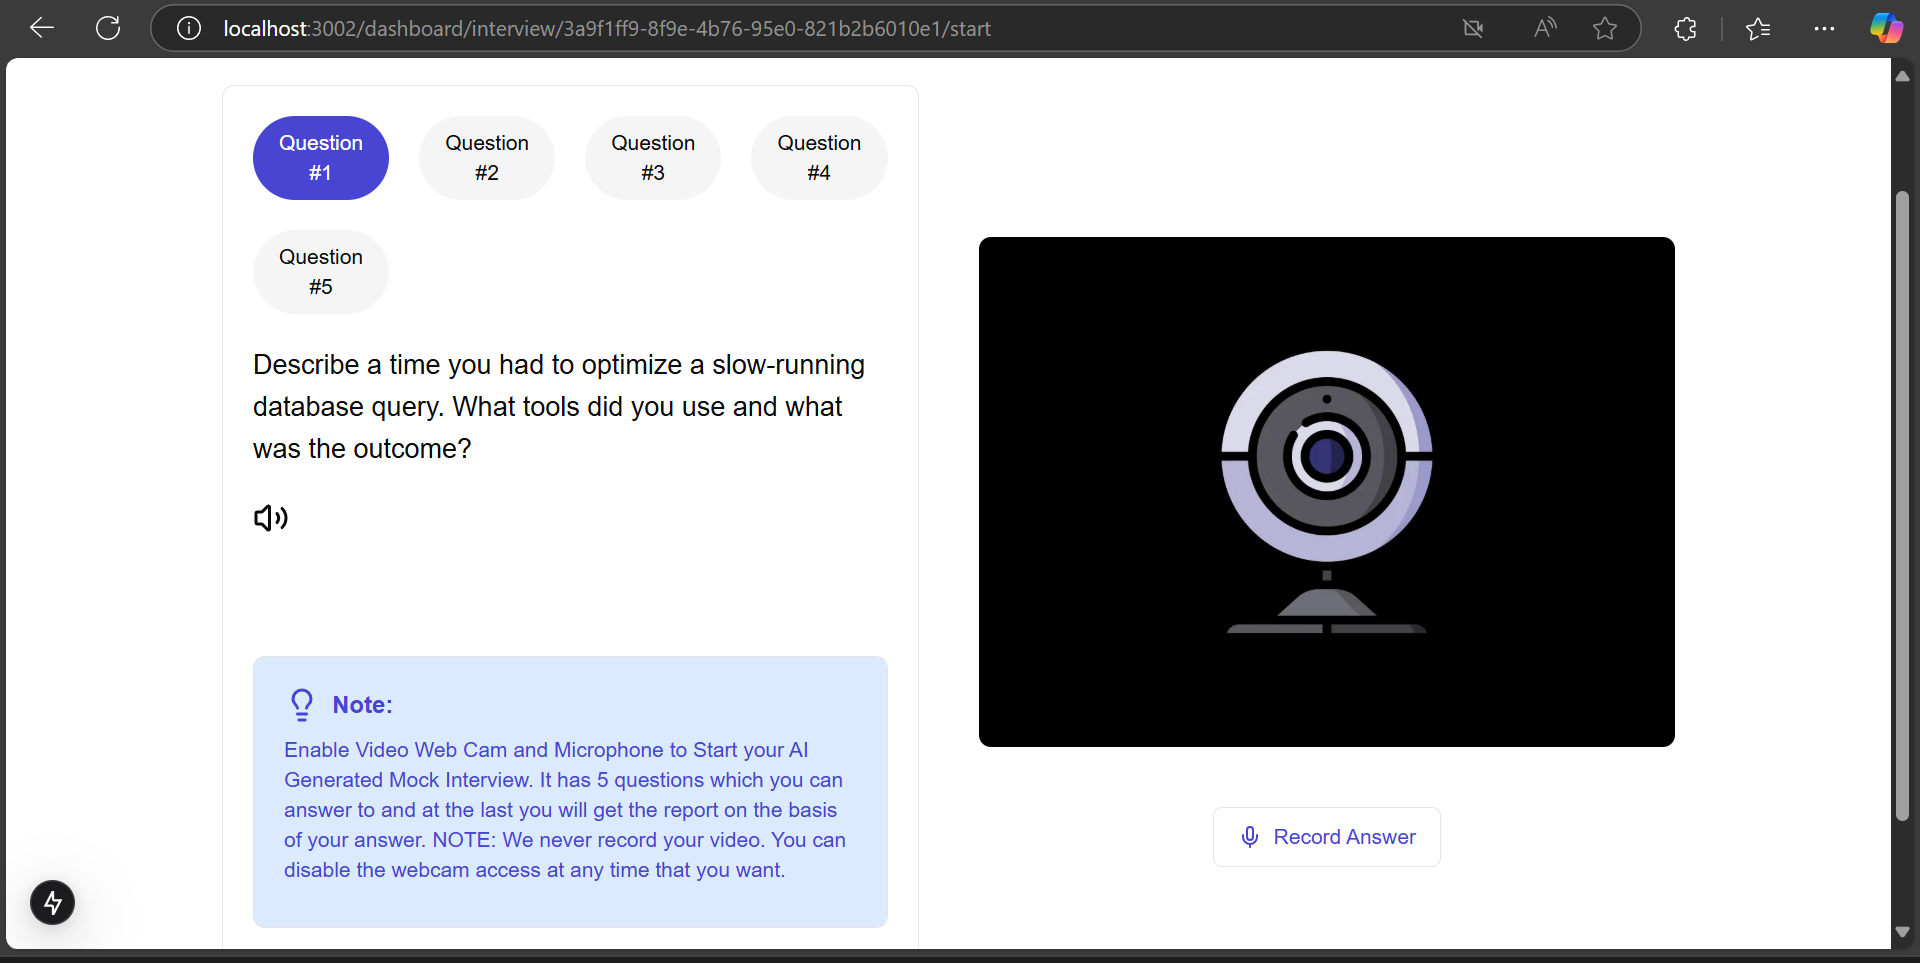 localhost:3002/dashboard/interview/3a9f1ff9-8f9e-4b76-95e0-821b2b6010e1/start
Question
#1
Question
#2
Question
#3
Question
#4
Question
#5
Describe a time you had to optimize a slow-running
database query. What tools did you use and what
was the outcome?
Note:
Enable Video Web Cam and Microphone to Start your AI
Generated Mock Interview. It has 5 questions which you can
answer to and at the last you will get the report on the basis
of your answer. NOTE: We never record your video. You can
disable the webcam access at any time that you want.
Record Answer